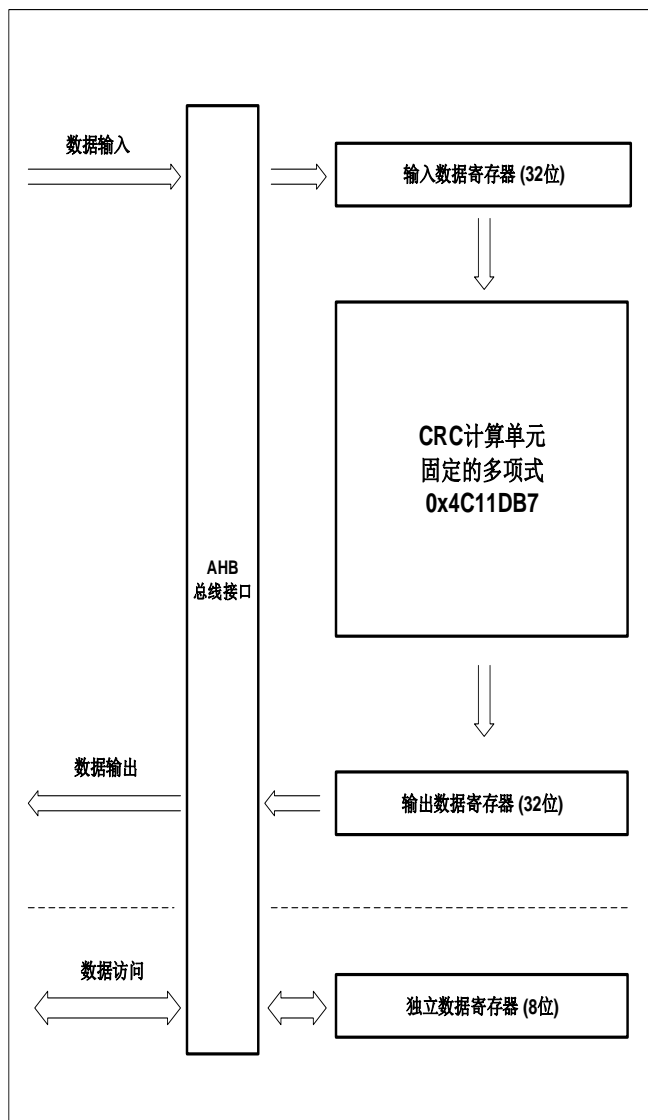 数据输入
输入数据寄存器 (32位)
CRC计算单元
固定的多项式
0x4C11DB7
AHB
总线接口
数据输出
输出数据寄存器 (32位)
数据访问
独立数据寄存器 (8位)